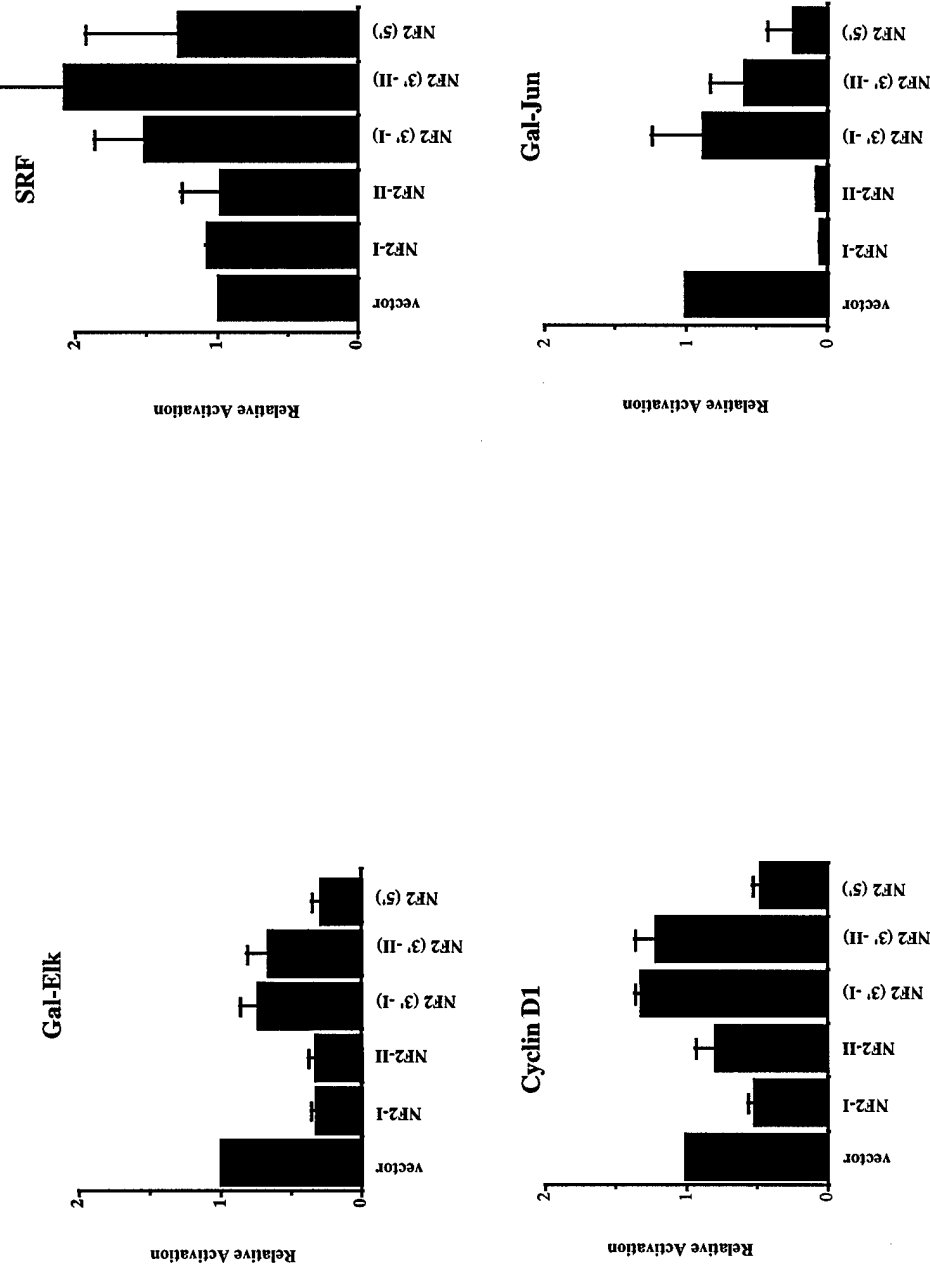 SRF
Relative Activation
2
1
0
vector
NF2-I
NF2-II
NF2 (3' -I)
NF2 (3' -II)
NF2 (5')
Gal-Jun
Relative Activation
2
1
0
vector
NF2-I
NF2-II
NF2 (3' -I)
NF2 (3' -II)
NF2 (5')
Gal-Elk
Relative Activation
2
1
0
vector
NF2-I
NF2-II
NF2 (3' -I)
NF2 (3' -II)
NF2 (5')
Cyclin D1
Relative Activation
2
1
0
vector
NF2-I
NF2-II
NF2 (3' -I)
NF2 (3' -II)
NF2 (5')